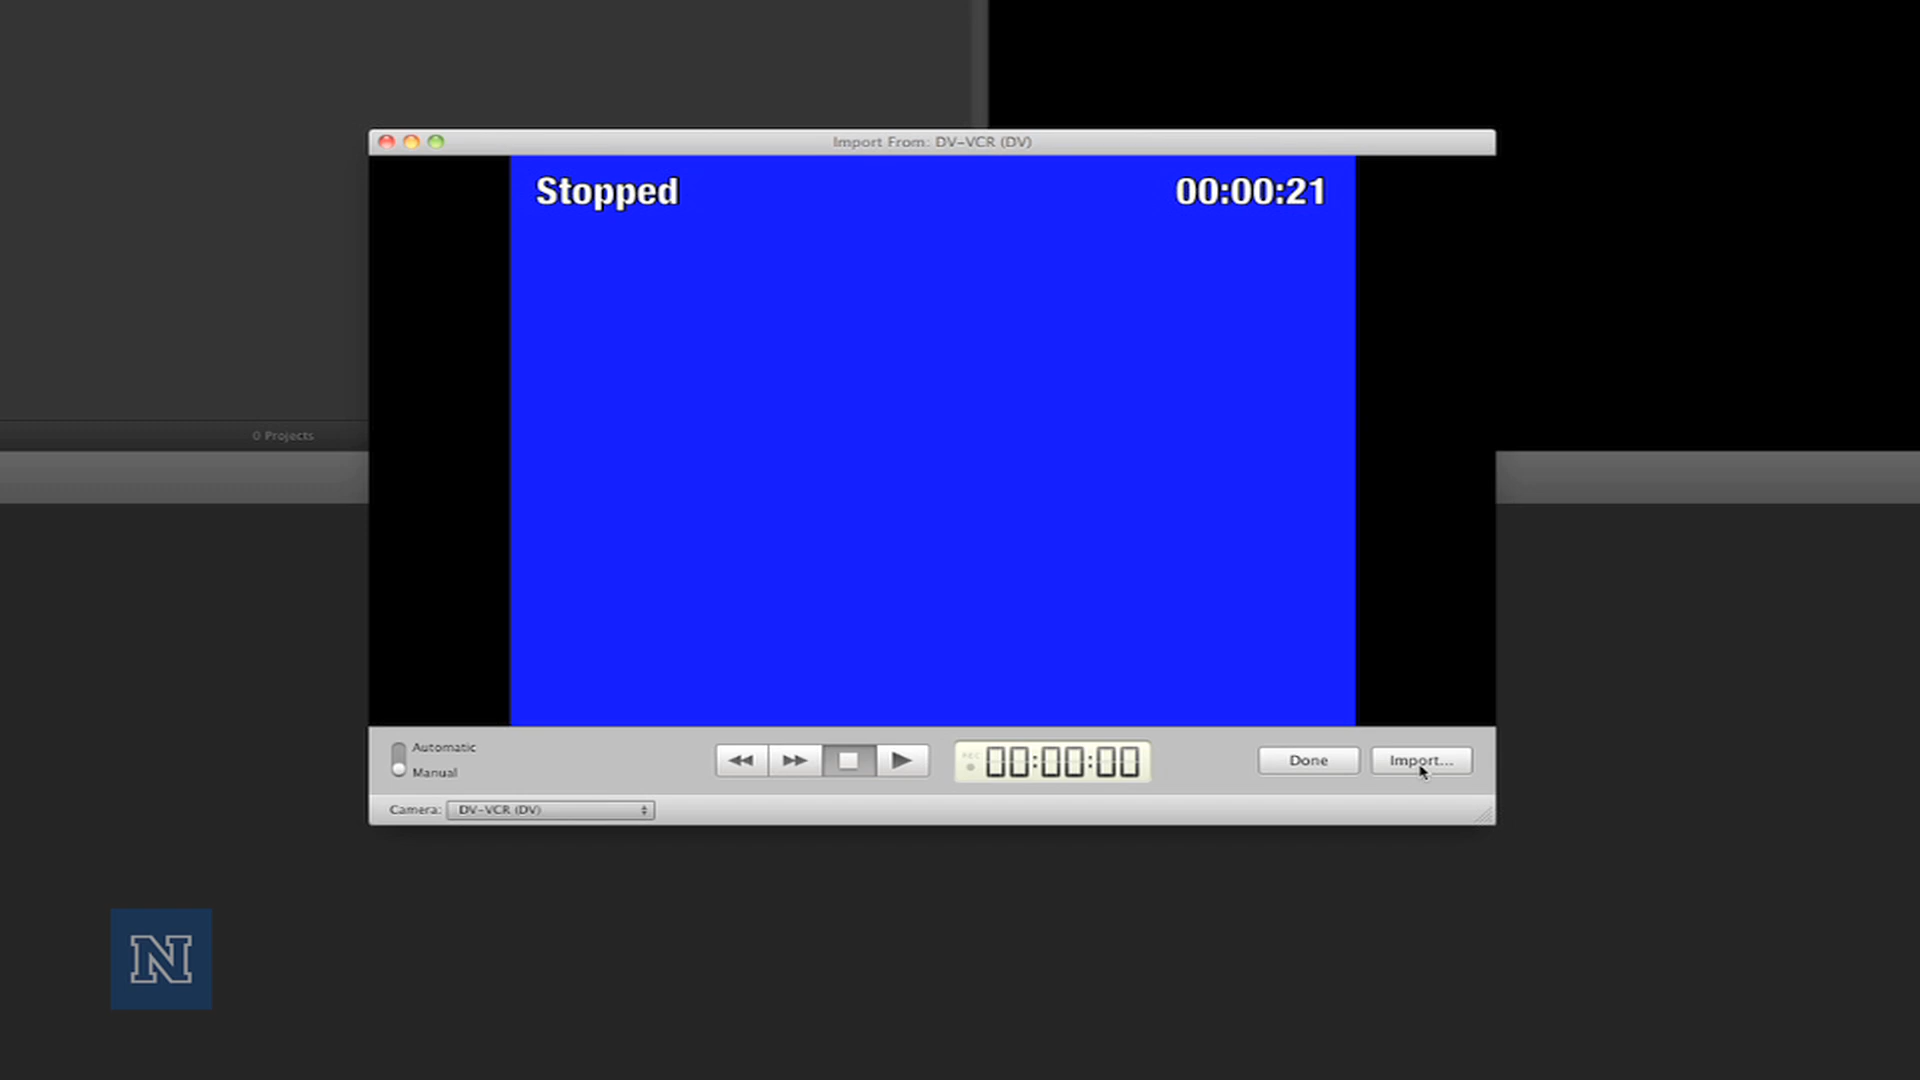 Import From: DV-VCR (DV)
Stopped
00:00:21
0 Projects
Automatic
Manual
REC
00:00:00
Done
Import...
Camera:
DV-VCR (DV)
N